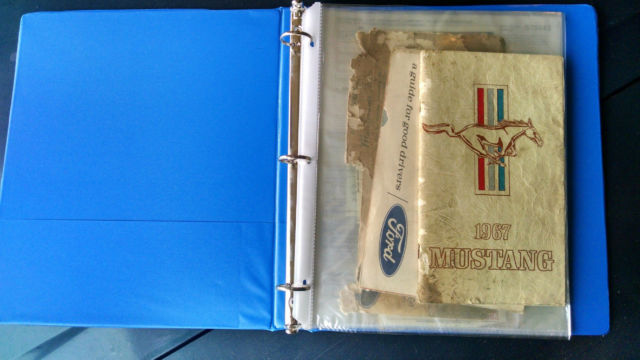 a guide for good drivers
Ford
1967
MUSTANG